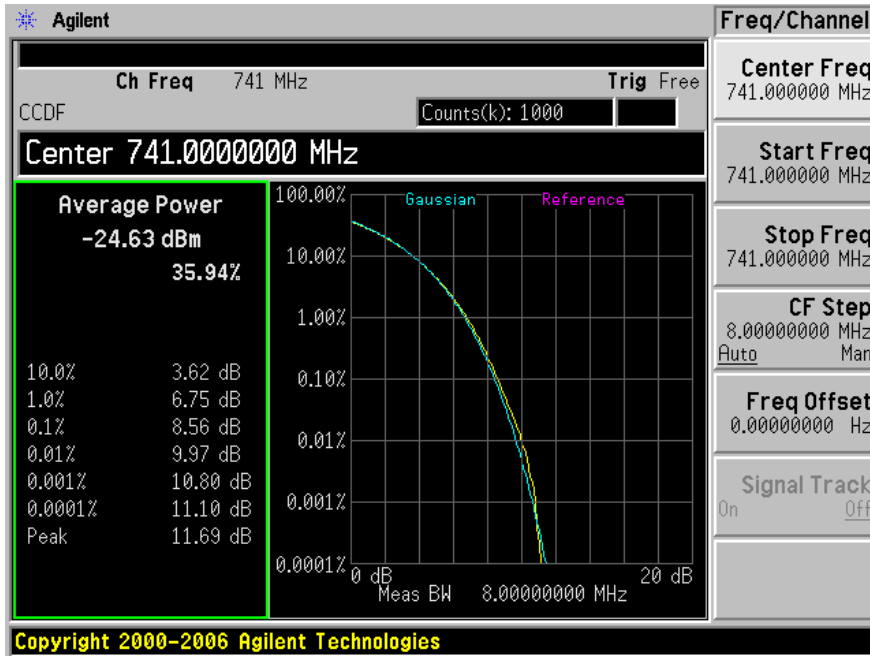 Agilent
Freq/Channel
Ch Freq 741 MHz Trig Free
CCDF Counts(k): 1000
Center 741.0000000 MHz
Average Power
-24.63 dBm
35.94%
10.0% 3.62 dB
1.0% 6.75 dB
0.1% 8.56 dB
0.01% 9.97 dB
0.001% 10.80 dB
0.0001% 11.10 dB
Peak 11.69 dB
Gaussian Reference
100.00%
10.00%
1.00%
0.10%
0.01%
0.001%
0.0001%
0 dB 20 dB
Meas BW 8.00000000 MHz
Center Freq
741.000000 MHz
Start Freq
741.000000 MHz
Stop Freq
741.000000 MHz
CF Step
8.00000000 MHz
Auto Man
Freq Offset
0.00000000 Hz
Signal Track
On Off
Copyright 2000-2006 Agilent Technologies